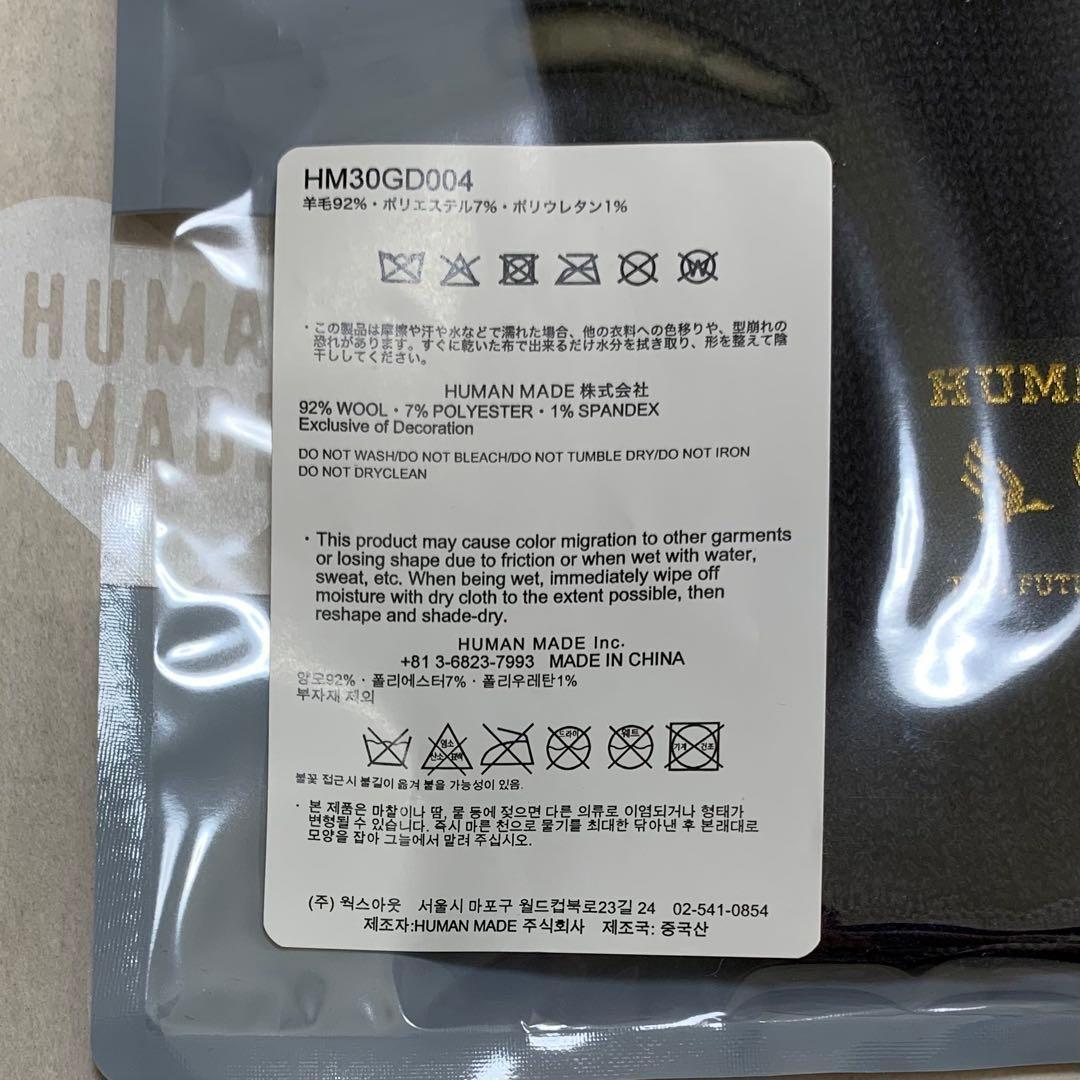 HM30GD004
羊毛92%・ポリエステル7%・ポリウレタン1%
W
・この製品は摩擦や汗や水などで濡れた場合、他の衣料への色移りや、型崩れの
恐れがあります。すぐに乾いた布で出来るだけ水分を拭き取り、形を整えて陰
干ししてください。
HUMAN MADE 株式会社
92% WOOL・7% POLYESTER・1% SPANDEX
Exclusive of Decoration
DO NOT WASH/DO NOT BLEACH/DO NOT TUMBLE DRY/DO NOT IRON
DO NOT DRYCLEAN
・This product may cause color migration to other garments
or losing shape due to friction or when wet with water,
sweat, etc. When being wet, immediately wipe off
moisture with dry cloth to the extent possible, then
reshape and shade-dry.
HUMAN MADE Inc.
+81 3-6823-7993 MADE IN CHINA
양모92%・폴리에스터7%・폴리우레탄1%
부자재 제외
염소
산소 표백
드라이
웨트
기계 건조
불꽃 접근시 불길이 옮겨 붙을 가능성이 있음.
・본 제품은 마찰이나 땀, 물 등에 젖으면 다른 의류로 이염되거나 형태가
변형될 수 있습니다. 즉시 마른 천으로 물기를 최대한 닦아낸 후 본래대로
모양을 잡아 그늘에서 말려 주십시오.
(주) 웍스아웃 서울시 마포구 월드컵북로23길 24 02-541-0854
제조자:HUMAN MADE 주식회사 제조국: 중국산
HUMA
MADE
HUM
FUTU